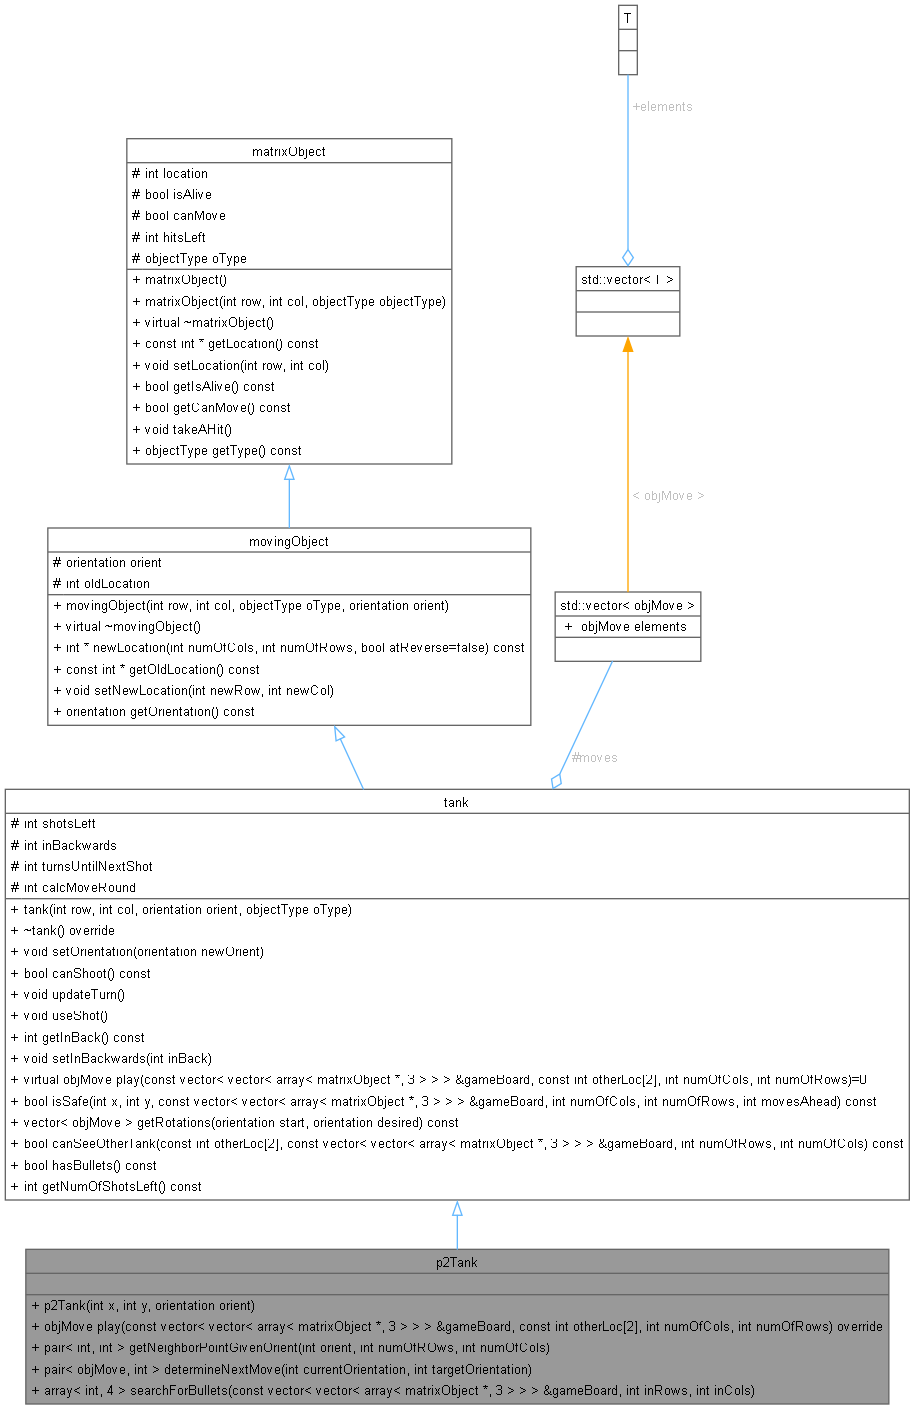 T
+elements
matrixObject
# int location
# bool isAlive
# bool canMove
# int hitsLeft
# objectType oType
+ matrixObject()
+ matrixObject(int row, int col, objectType objectType)
+ virtual ~matrixObject()
+ const int * getLocation() const
+ void setLocation(int row, int col)
+ bool getIsAlive() const
+ bool getCanMove() const
+ void takeAHit()
+ objectType getType() const
std::vector< T >
< objMove >
movingObject
# orientation orient
# int oldLocation
+ movingObject(int row, int col, objectType oType, orientation orient)
+ virtual ~movingObject()
+ int * newLocation(int numOfCols, int numOfRows, bool atReverse=false) const
+ const int * getOldLocation() const
+ void setNewLocation(int newRow, int newCol)
+ orientation getOrientation() const
std::vector< objMove >
+ objMove elements
#moves
tank
# int shotsLeft
# int inBackwards
# int turnsUntilNextShot
# int calcMoveRound
+ tank(int row, int col, orientation orient, objectType oType)
+ ~tank() override
+ void setOrientation(orientation newOrient)
+ bool canShoot() const
+ void updateTurn()
+ void useShot()
+ int getInBack() const
+ void setInBackwards(int inBack)
+ virtual objMove play(const vector< vector< array< matrixObject *, 3 > > > &gameBoard, const int otherLoc[2], int numOfCols, int numOfRows)=0
+ bool isSafe(int x, int y, const vector< vector< array< matrixObject *, 3 > > > &gameBoard, int numOfCols, int numOfRows, int movesAhead) const
+ vector< objMove > getRotations(orientation start, orientation desired) const
+ bool canSeeOtherTank(const int otherLoc[2], const vector< vector< array< matrixObject *, 3 > > > &gameBoard, int numOfRows, int numOfCols) const
+ bool hasBullets() const
+ int getNumOfShotsLeft() const
p2Tank
+ p2Tank(int x, int y, orientation orient)
+ objMove play(const vector< vector< array< matrixObject *, 3 > > > &gameBoard, const int otherLoc[2], int numOfCols, int numOfRows) override
+ pair< int, int > getNeighborPointGivenOrient(int orient, int numOfROws, int numOfCols)
+ pair< objMove, int > determineNextMove(int currentOrientation, int targetOrientation)
+ array< int, 4 > searchForBullets(const vector< vector< array< matrixObject *, 3 > > > &gameBoard, int inRows, int inCols)